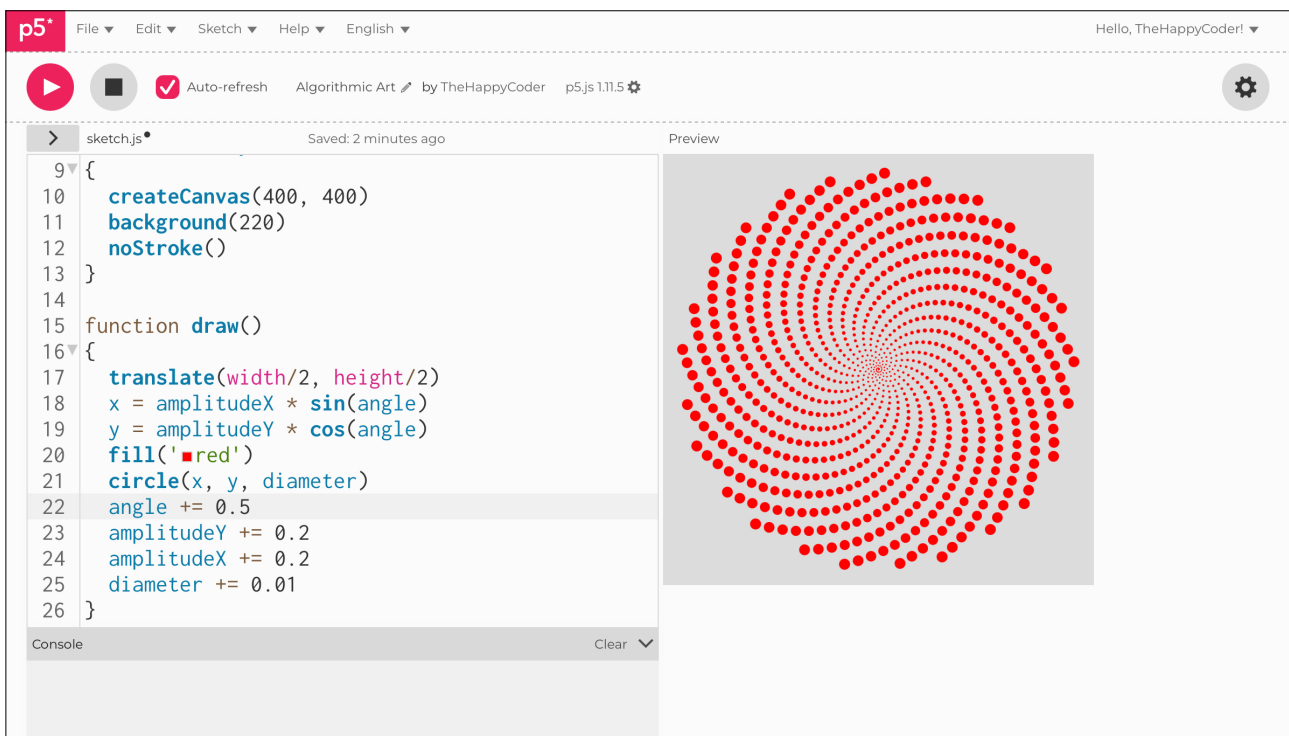 p5* File Edit Sketch Help English Hello, TheHappyCoder!
Auto-refresh Algorithmic Art by TheHappyCoder p5.js 1.11.5
sketch.js Saved: 2 minutes ago Preview
9 {
10 createCanvas(400, 400)
11 background(220)
12 noStroke()
13 }
14
15 function draw()
16 {
17 translate(width/2, height/2)
18 x = amplitudeX * sin(angle)
19 y = amplitudeY * cos(angle)
20 fill('red')
21 circle(x, y, diameter)
22 angle += 0.5
23 amplitudeY += 0.2
24 amplitudeX += 0.2
25 diameter += 0.01
26 }
Console Clear